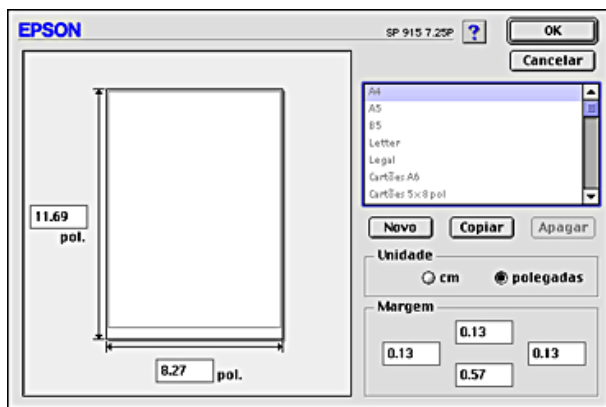 EPSON
SP 915 7.25P ? OK
Cancelar
A4
A5
B5
Letter
Legal
Cartões A6
Cartões 5x8 pol
11.69
pol.
Novo Copiar Apagar
Unidade
cm polegadas
Margem
0.13
0.13 0.13
0.57
8.27 pol.